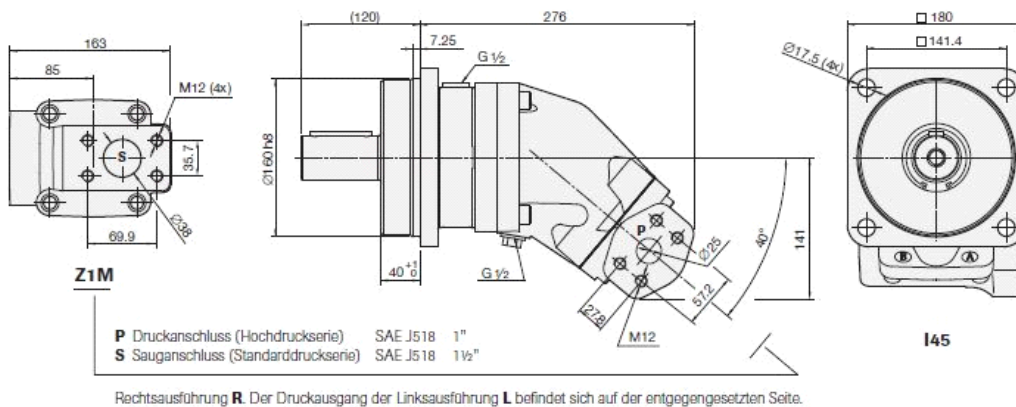 163
85
M12 (4x)
S
35.7
Ø38
69.9
Z1M
(120)
276
7.25
G ½
Ø160 h8
40 +1 0
G ½
P
Ø25
40°
141
57.2
27.8
M12
□ 180
□ 141.4
Ø17.5 (4x)
B
A
I45
P Druckanschluss (Hochdruckserie) SAE J518 1"
S Sauganschluss (Standarddruckserie) SAE J518 1½"
Rechtsausführung R. Der Druckausgang der Linksausführung L befindet sich auf der entgegengesetzten Seite.